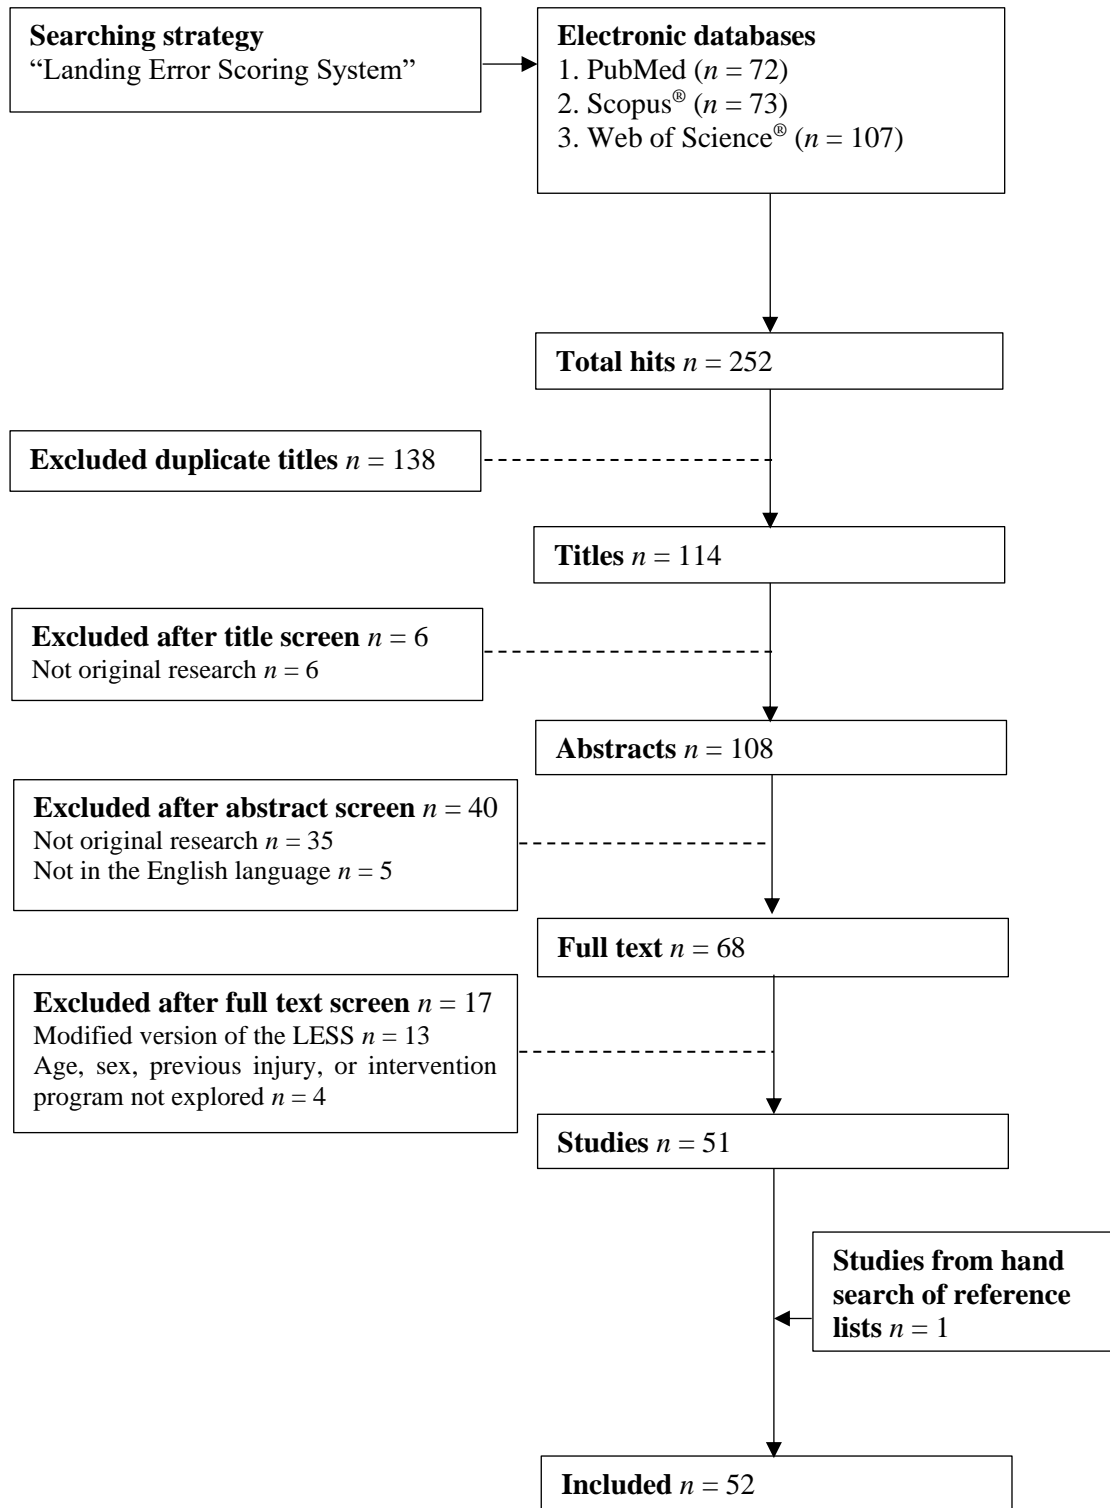 Searching strategy
“Landing Error Scoring System”
Electronic databases
1. PubMed (n = 72)
2. Scopus® (n = 73)
3. Web of Science® (n = 107)
Total hits n = 252
Excluded duplicate titles n = 138
Titles n = 114
Excluded after title screen n = 6
Not original research n = 6
Abstracts n = 108
Excluded after abstract screen n = 40
Not original research n = 35
Not in the English language n = 5
Full text n = 68
Excluded after full text screen n = 17
Modified version of the LESS n = 13
Age, sex, previous injury, or intervention
program not explored n = 4
Studies n = 51
Studies from hand
search of reference
lists n = 1
Included n = 52